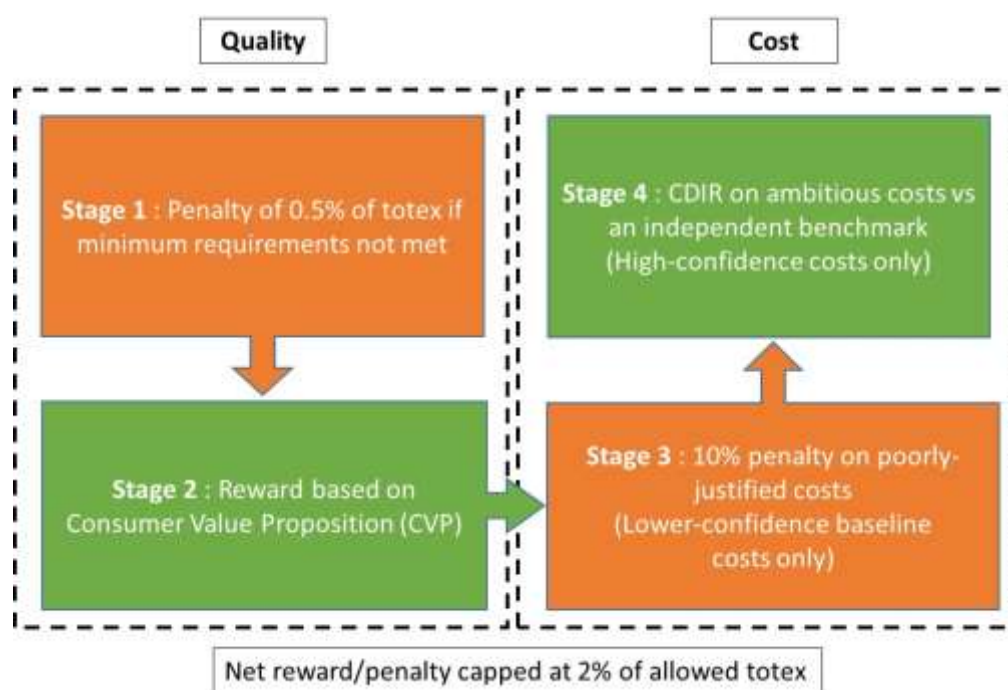 Quality
Stage 1 : Penalty of 0.5% of totex if
minimum requirements not met
Stage 2 : Reward based on
Consumer Value Proposition (CVP)
Cost
Stage 4 : CDIR on ambitious costs vs
an independent benchmark
(High-confidence costs only)
Stage 3 : 10% penalty on poorly-
justified costs
(Lower-confidence baseline
costs only)
Net reward/penalty capped at 2% of allowed totex